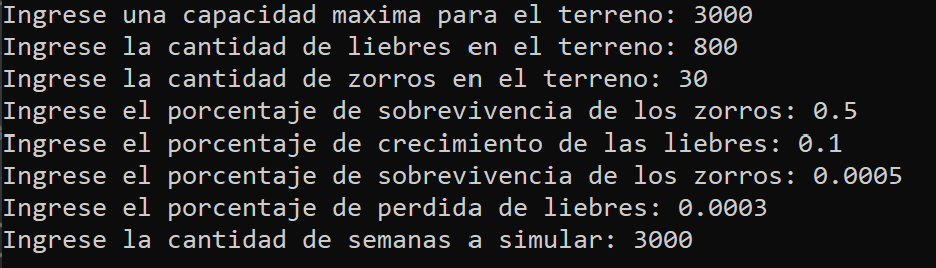 Ingrese una capacidad maxima para el terreno: 3000
Ingrese la cantidad de liebres en el terreno: 800
Ingrese la cantidad de zorros en el terreno: 30
Ingrese el porcentaje de sobrevivencia de los zorros: 0.5
Ingrese el porcentaje de crecimiento de las liebres: 0.1
Ingrese el porcentaje de sobrevivencia de los zorros: 0.0005
Ingrese el porcentaje de perdida de liebres: 0.0003
Ingrese la cantidad de semanas a simular: 3000